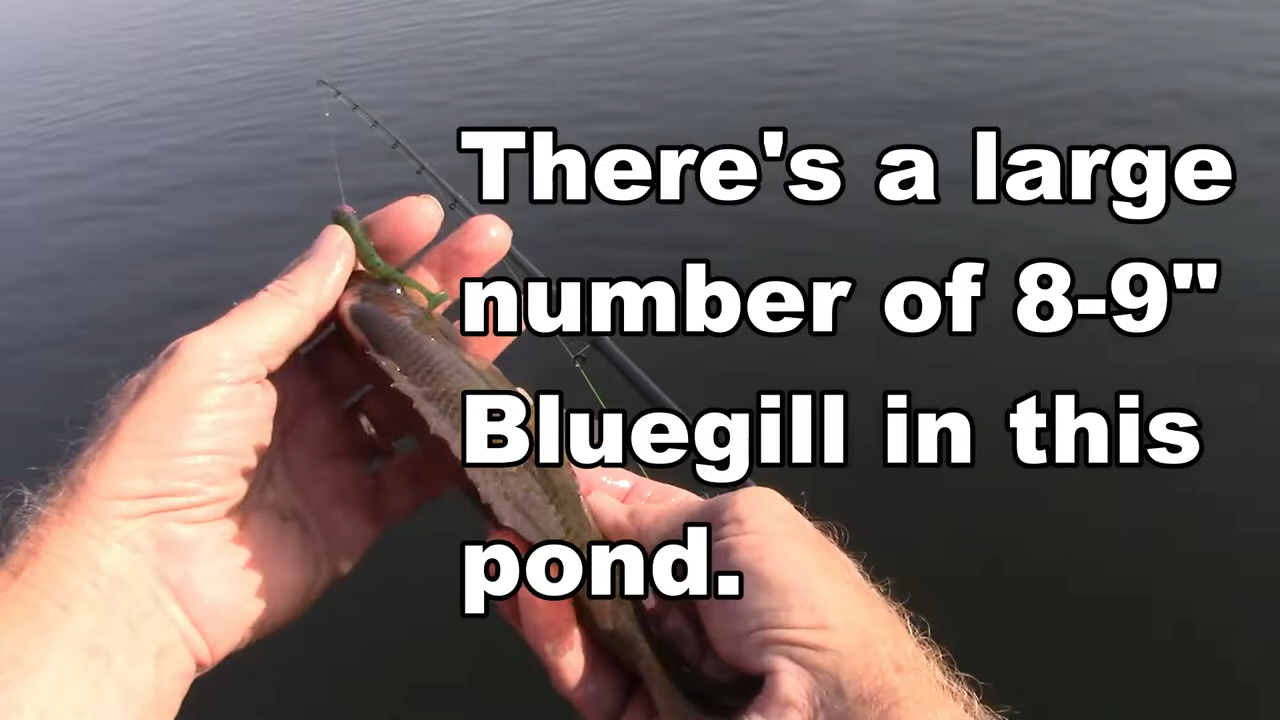 There's a large
number of 8-9"
Bluegill in this
pond.